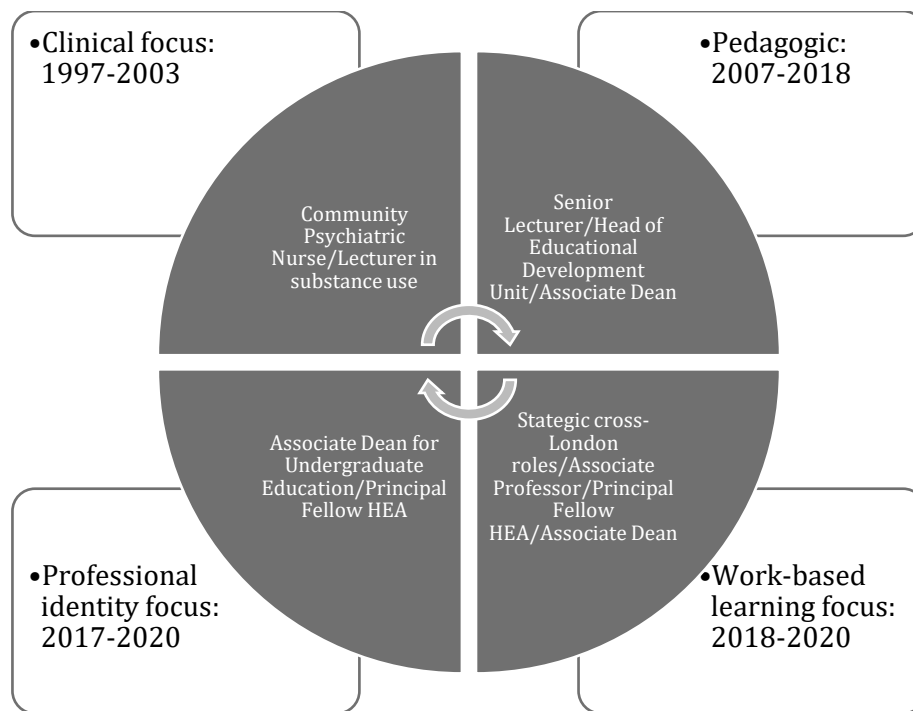 •Clinical focus:
1997-2003
•Pedagogic:
2007-2018
Community
Psychiatric
Nurse/Lecturer in
substance use
Senior
Lecturer/Head of
Educational
Development
Unit/Associate Dean
Associate Dean for
Undergraduate
Education/Principal
Fellow HEA
Stategic cross-
London
roles/Associate
Professor/Principal
Fellow
HEA/Associate Dean
•Professional
identity focus:
2017-2020
•Work-based
learning focus:
2018-2020